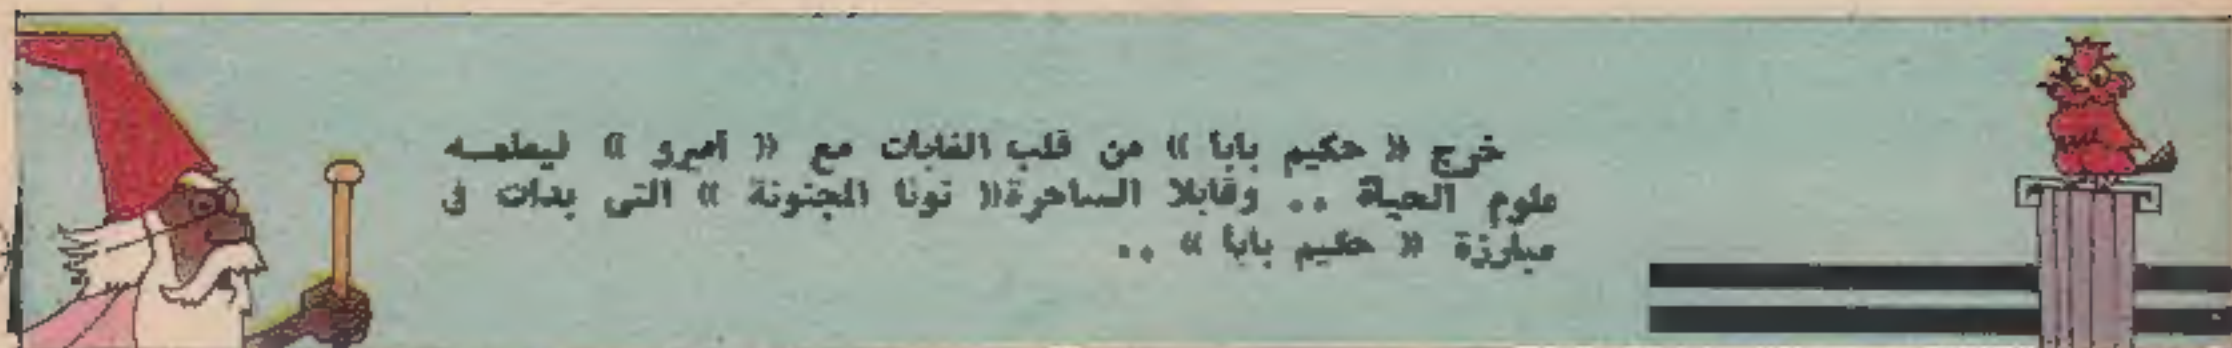 خرج « حكيم بابا » من قلب الغابات مع « أميرو » ليعلمـه
علوم الحياة .. وقابلا الساحرة« تونا المجنونة » التى بدأت فى
مبارزة « حكيم بابا » ..